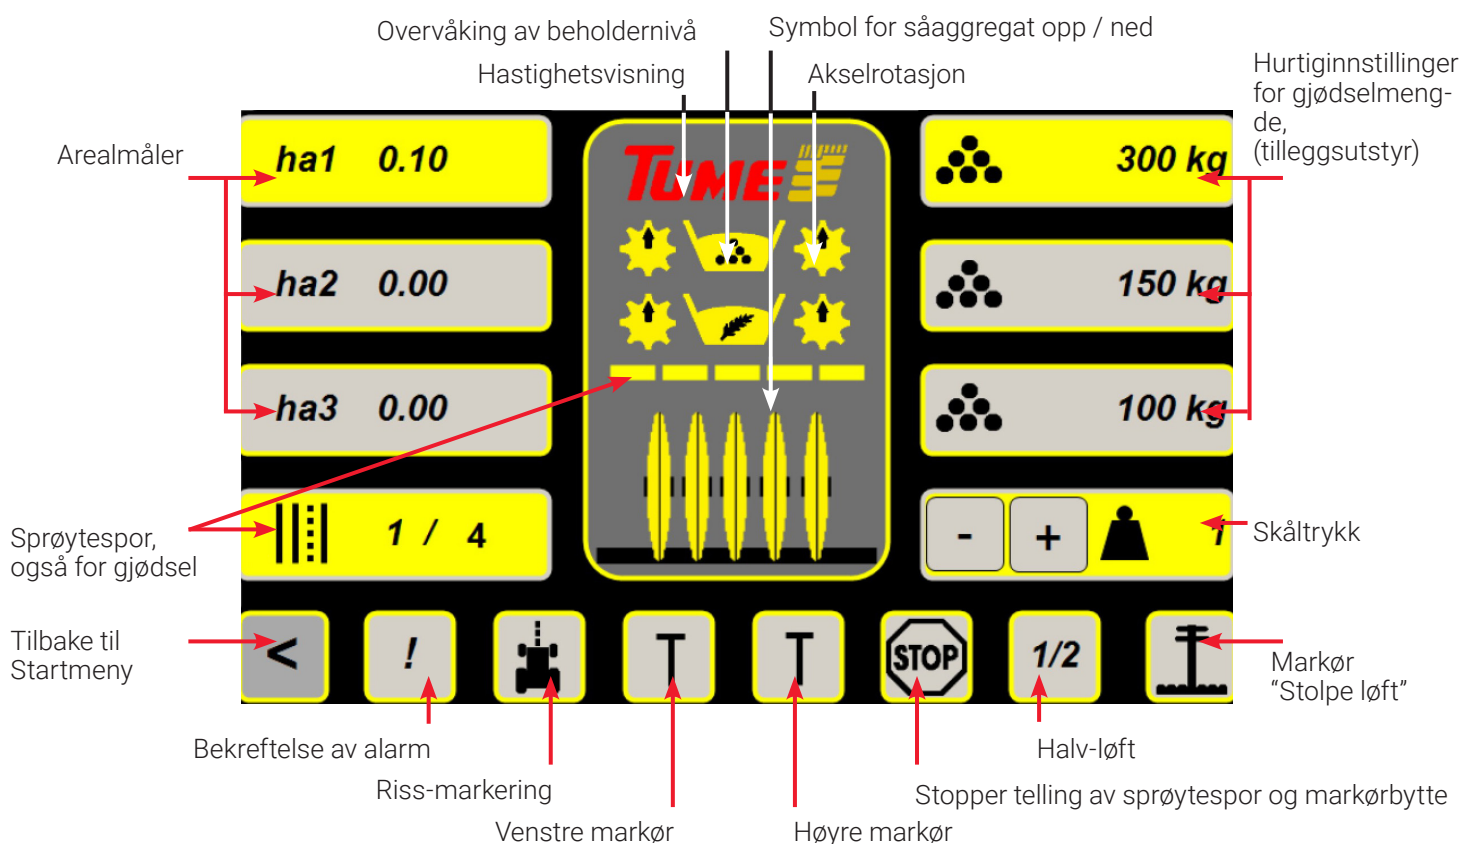 Overvåking av beholdernivå
Symbol for såaggregat opp / ned
Hastighetsvisning
Akselrotasjon
Hurtiginnstillinger
for gjødselmeng-
de,
(tilleggsutstyr)
Arealmåler
ha1 0.10
TUME
300 kg
ha2 0.00
150 kg
ha3 0.00
100 kg
Sprøytespor,
også for gjødsel
1 / 4
- + 1
Skåltrykk
Tilbake til
Startmeny
<
!
T
T
STOP
1/2
Markør
“Stolpe løft”
Bekreftelse av alarm
Halv-løft
Riss-markering
Stopper telling av sprøytespor og markørbytte
Venstre markør
Høyre markør